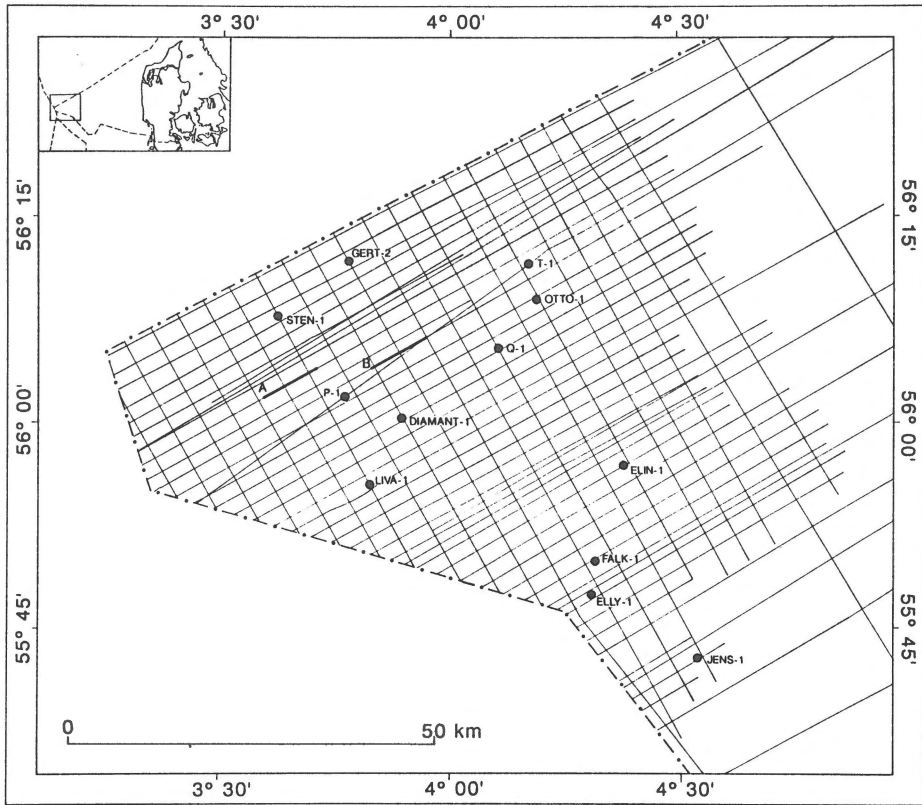 3° 30'
4° 00'
4° 30'
56° 15'
56° 15'
GERT-2
T-1
OTTO-1
STEN-1
Q-1
B
A
P-1
56° 00'
56° 00'
DIAMANT-1
ELIN-1
LIVA-1
FALK-1
ELLY-1
55° 45'
55° 45'
JENS-1
0
50 km
3° 30'
4° 00'
4° 30'